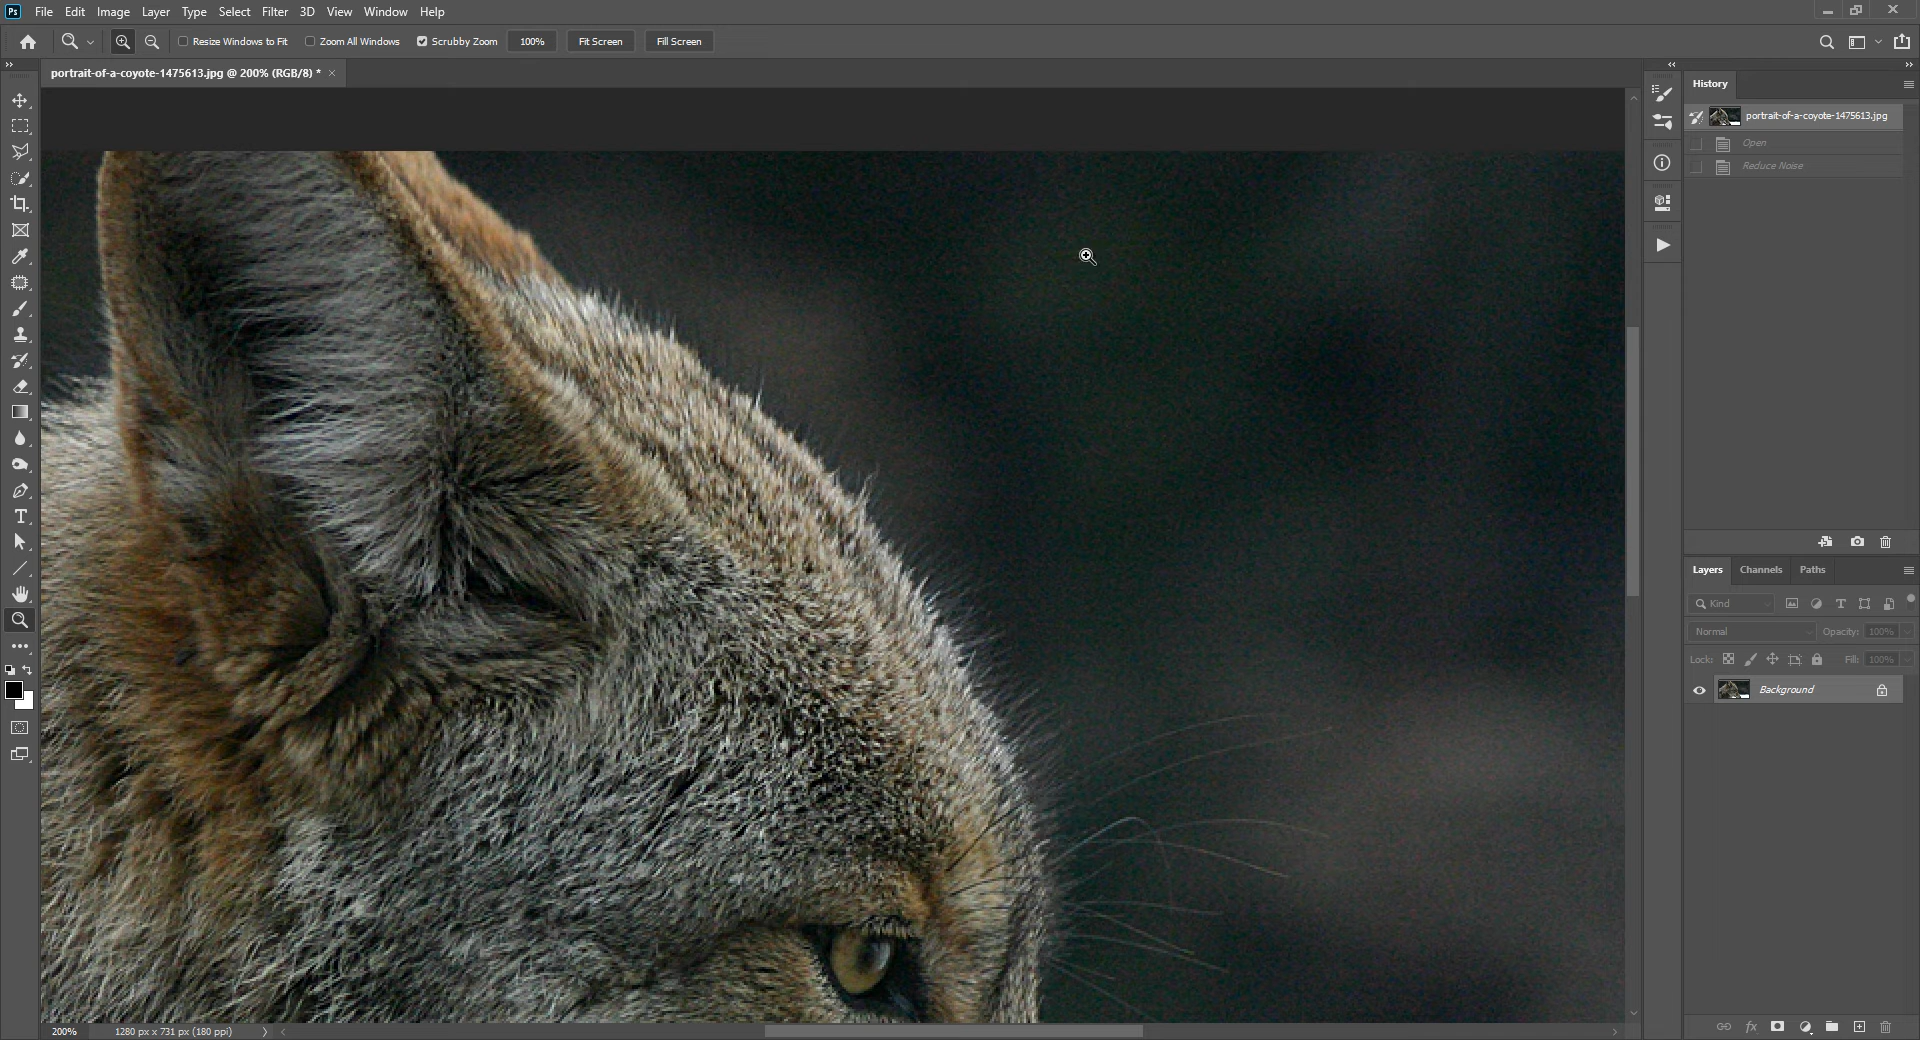 Ps File Edit Image Layer Type Select Filter 3D View Window Help
Resize Windows to Fit Zoom All Windows Scrubby Zoom 100% Fit Screen Fill Screen
portrait-of-a-coyote-1475613.jpg @ 200% (RGB/8) * ×
History
portrait-of-a-coyote-1475613.jpg
Open
Reduce Noise
Layers Channels Paths
Kind
Normal Opacity: 100%
Lock: Fill: 100%
Background
200% 1280 px x 731 px (180 ppi)